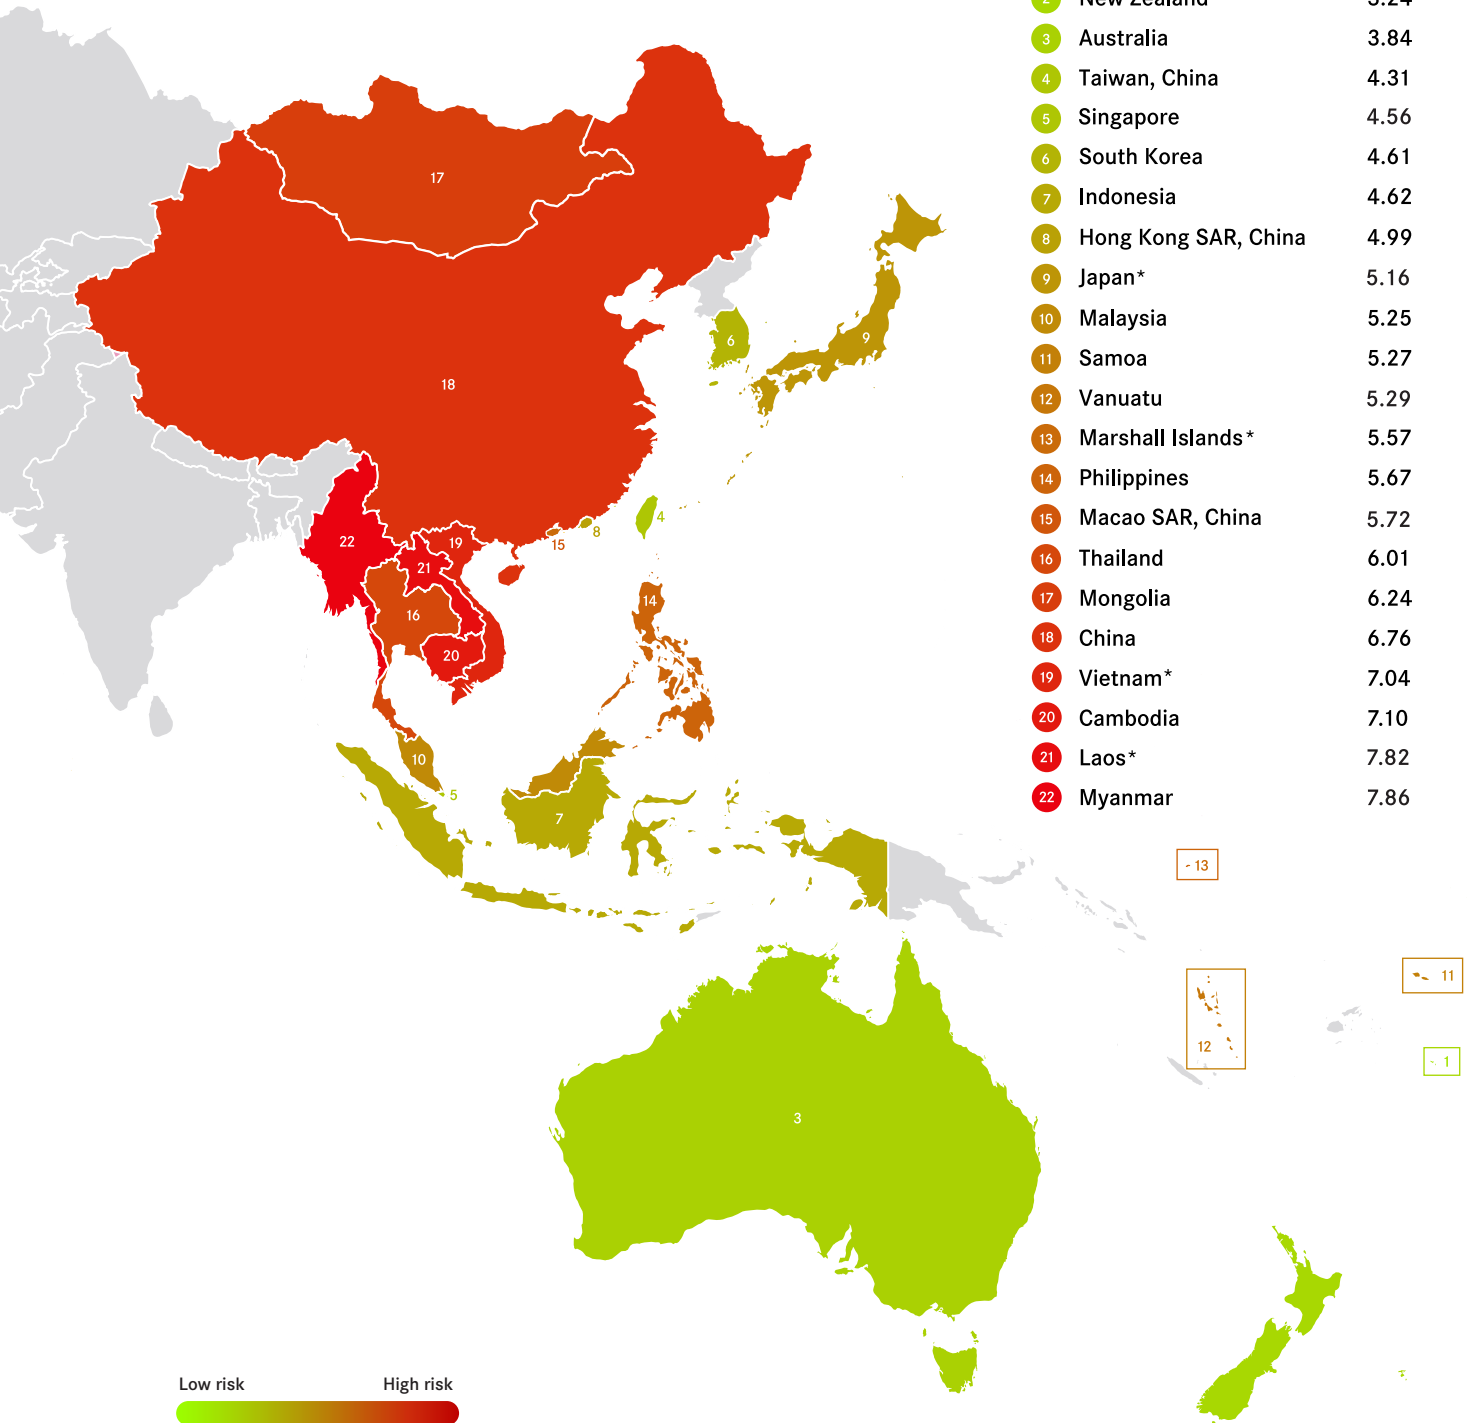 2 New Zealand 3.24
3 Australia 3.84
4 Taiwan, China 4.31
5 Singapore 4.56
6 South Korea 4.61
7 Indonesia 4.62
8 Hong Kong SAR, China 4.99
9 Japan* 5.16
10 Malaysia 5.25
11 Samoa 5.27
12 Vanuatu 5.29
13 Marshall Islands* 5.57
14 Philippines 5.67
15 Macao SAR, China 5.72
16 Thailand 6.01
17 Mongolia 6.24
18 China 6.76
19 Vietnam* 7.04
20 Cambodia 7.10
21 Laos* 7.82
22 Myanmar 7.86
17
6
9
18
4
8
15
19
22
21
14
16
20
10
5
7
13
11
12
1
3
Low risk High risk